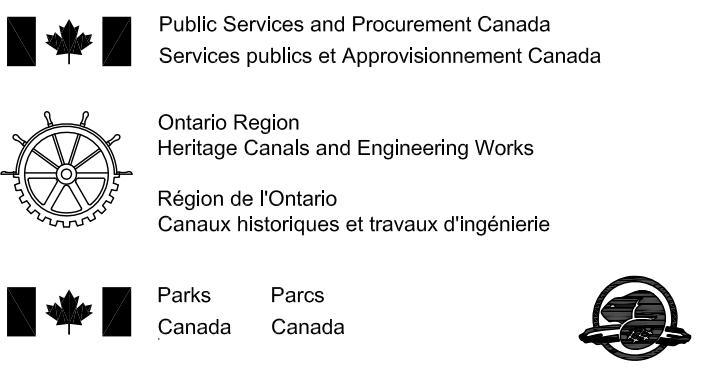 Public Services and Procurement Canada
Services publics et Approvisionnement Canada
Ontario Region
Heritage Canals and Engineering Works
Région de l'Ontario
Canaux historiques et travaux d'ingénierie
Parks Parcs
Canada Canada